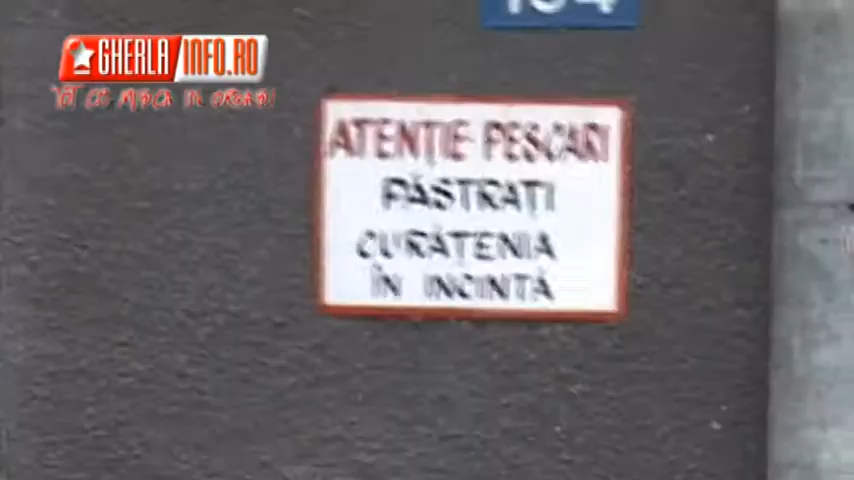 GHERLA INFO.RO
ATENȚIE PESCARI
PĂSTRAȚI
CURĂȚENIA
ÎN INCINTĂ